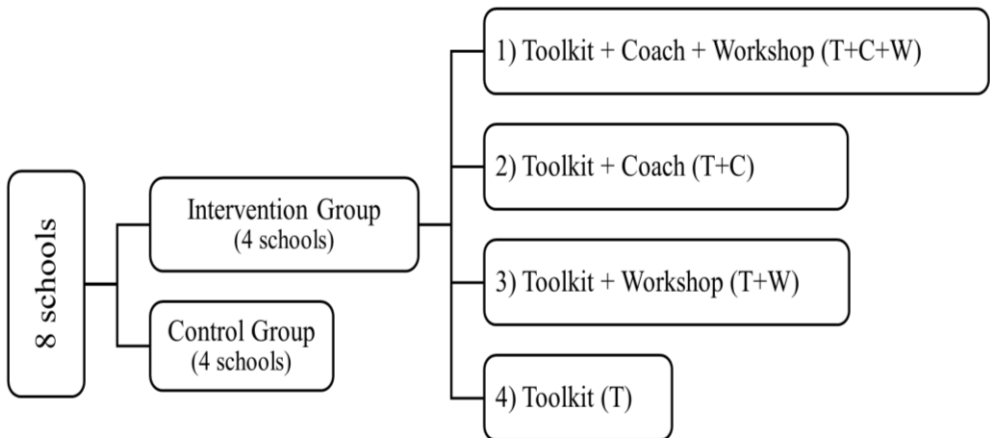 8 schools
Intervention Group
(4 schools)
Control Group
(4 schools)
1) Toolkit + Coach + Workshop (T+C+W)
2) Toolkit + Coach (T+C)
3) Toolkit + Workshop (T+W)
4) Toolkit (T)